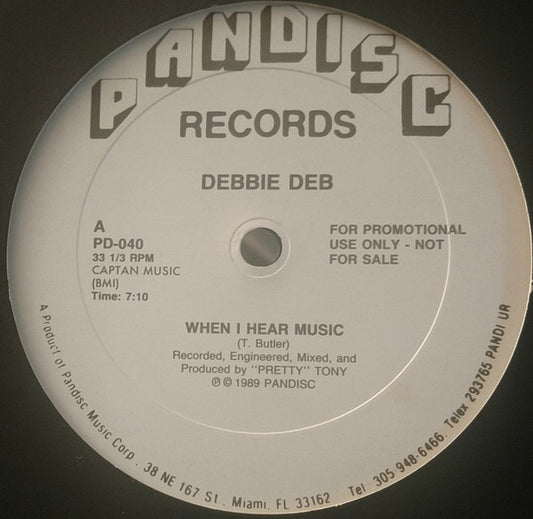 PANDISC
RECORDS
DEBBIE DEB
A
PD-040
33 1/3 RPM
CAPTAN MUSIC
(BMI)
Time: 7:10
FOR PROMOTIONAL
USE ONLY - NOT
FOR SALE
WHEN I HEAR MUSIC
(T. Butler)
Recorded, Engineered, Mixed, and
Produced by "PRETTY" TONY
℗ © 1989 PANDISC
A Product of Pandisc Music Corp. 38 NE 167 St. Miami, FL 33162 Tel 305 948-6466. Telex 293765 PANDI UR